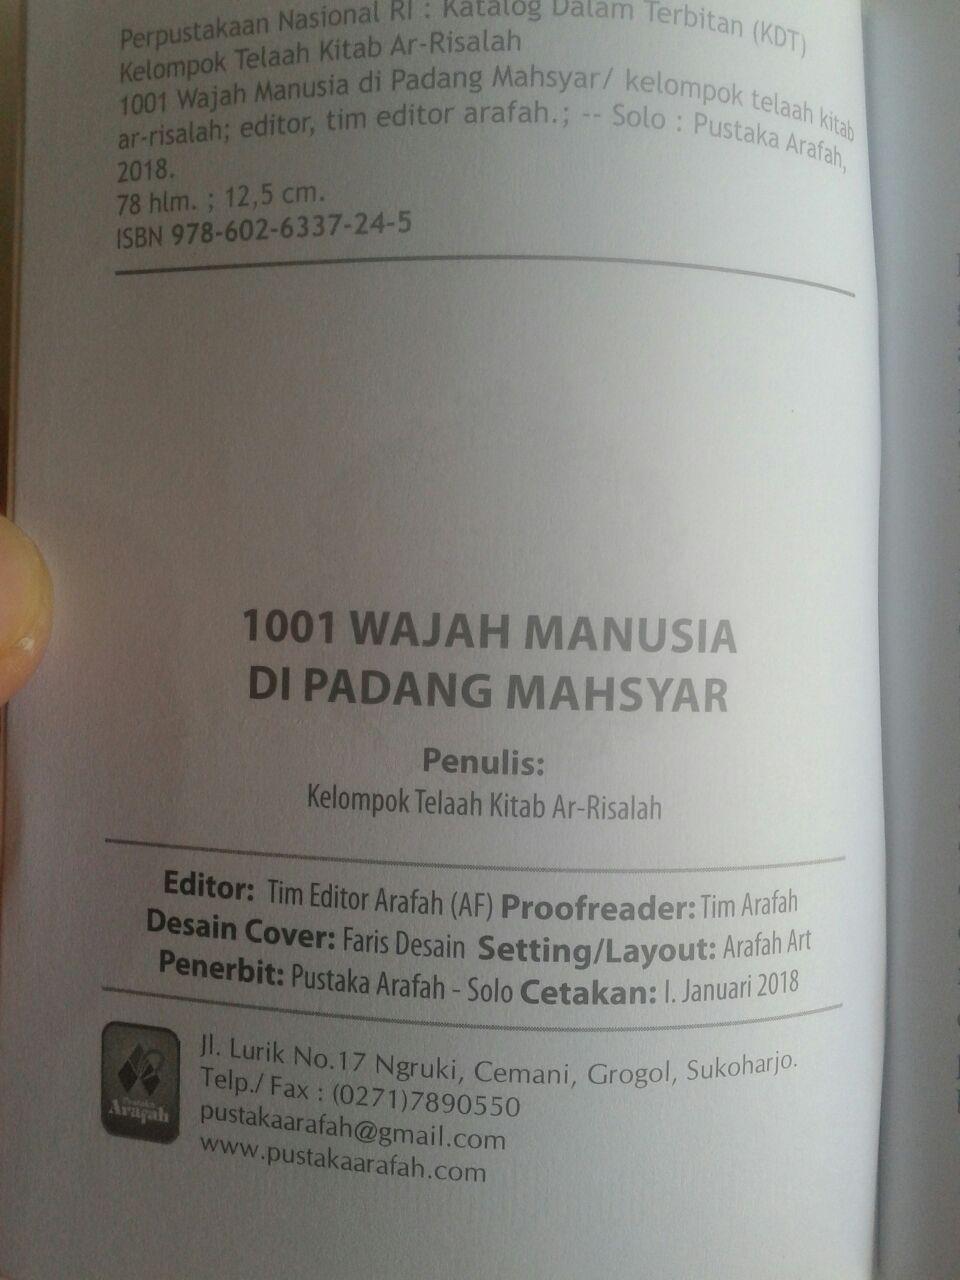 Perpustakaan Nasional RI : Katalog Dalam Terbitan (KDT)
Kelompok Telaah Kitab Ar-Risalah
1001 Wajah Manusia di Padang Mahsyar/ kelompok telaah kitab
ar-risalah; editor, tim editor arafah.; -- Solo : Pustaka Arafah,
2018.
78 hlm. ; 12,5 cm.
ISBN 978-602-6337-24-5
1001 WAJAH MANUSIA
DI PADANG MAHSYAR
Penulis:
Kelompok Telaah Kitab Ar-Risalah
Editor: Tim Editor Arafah (AF) Proofreader: Tim Arafah
Desain Cover: Faris Desain Setting/Layout: Arafah Art
Penerbit: Pustaka Arafah - Solo Cetakan: I. Januari 2018
Pustaka
Arafah
Jl. Lurik No.17 Ngruki, Cemani, Grogol, Sukoharjo.
Telp./ Fax : (0271)7890550
pustakaarafah@gmail.com
www.pustakaarafah.com